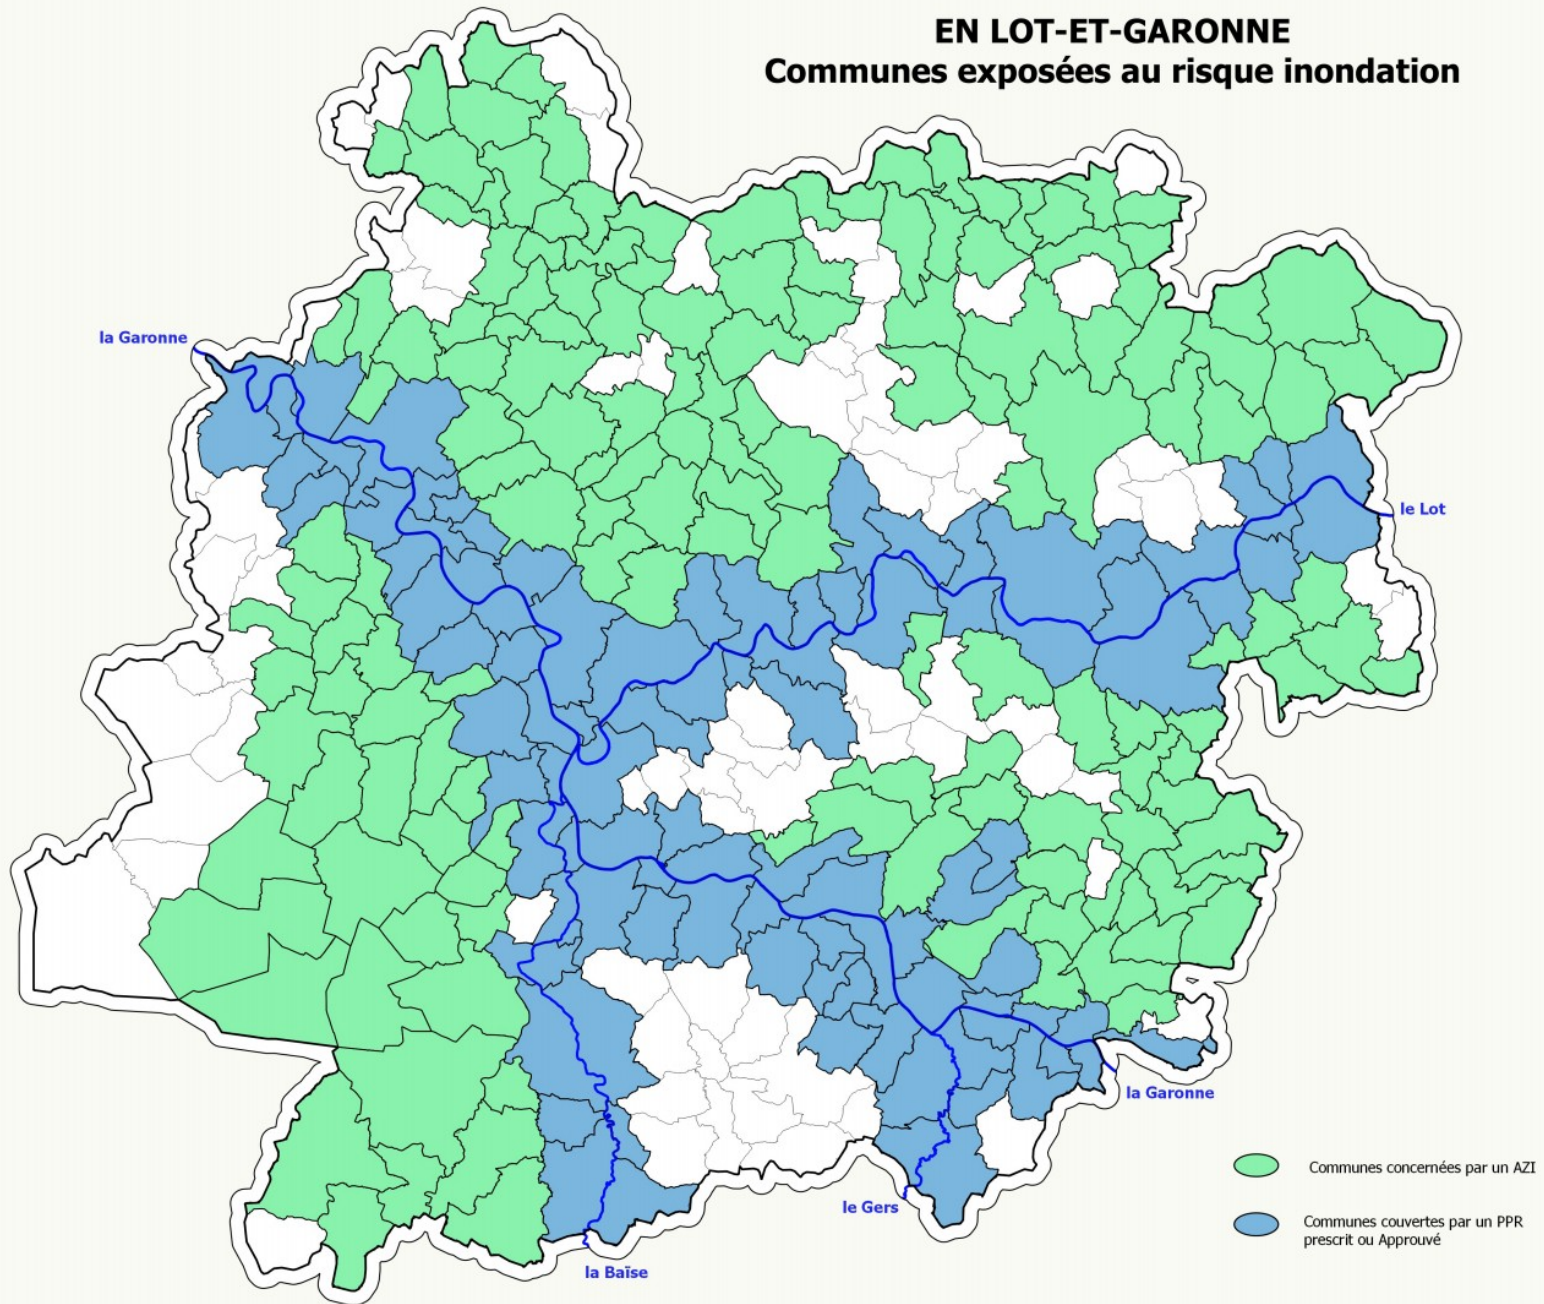 EN LOT-ET-GARONNE
Communes exposées au risque inondation
la Garonne
le Lot
la Garonne
le Gers
la Baïse
Communes concernées par un AZI
Communes couvertes par un PPR
prescrit ou Approuvé